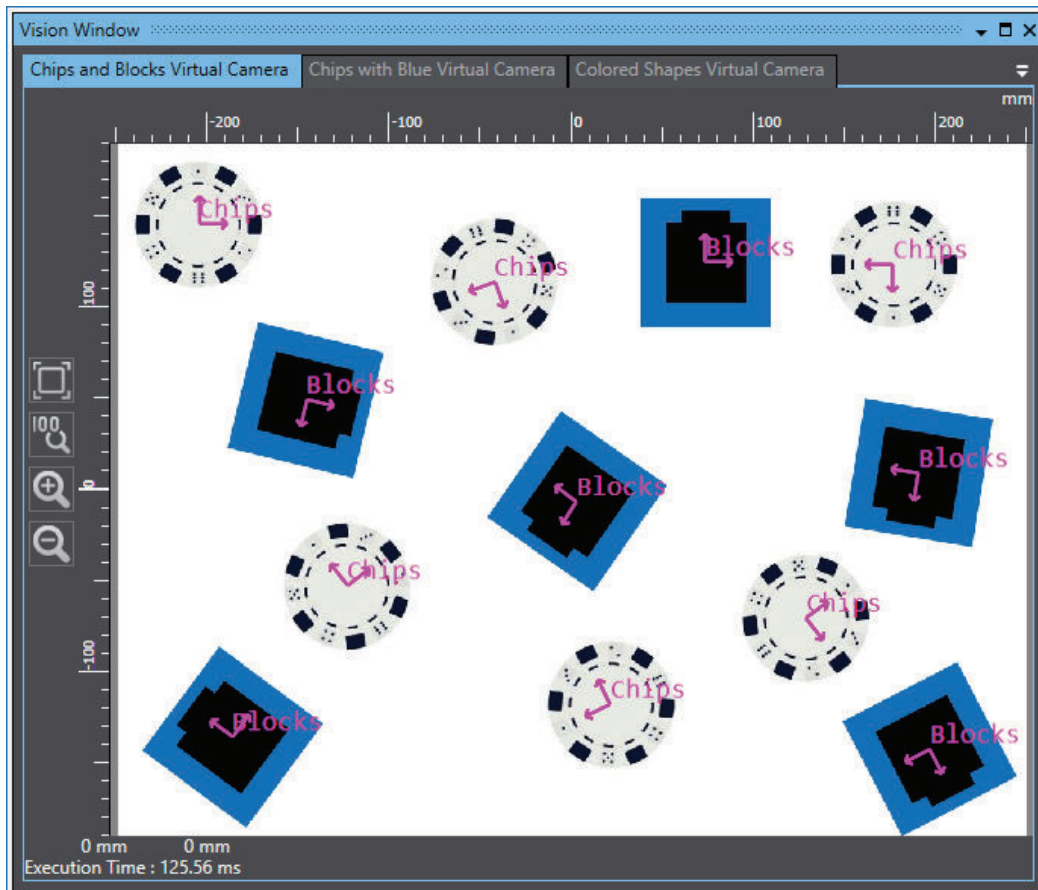 Vision Window
Chips and Blocks Virtual Camera
Chips with Blue Virtual Camera
Colored Shapes Virtual Camera
mm
-200 -100 0 100 200
Chips
Blocks
Chips
Chips
100
Blocks
100
Blocks
Blocks
0
Chips
Chips
-100
Chips
Blocks
Blocks
0 mm 0 mm
Execution Time : 125.56 ms